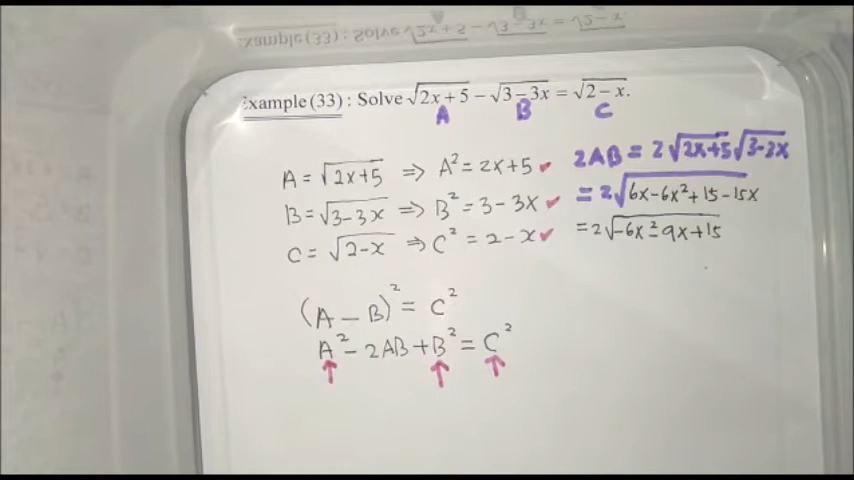 Example (33) : Solve √2x+5 − √3−3x = √2−x.
A B C
A = √2x+5 ⇒ A² = 2x+5 ✓
B = √3−3x ⇒ B² = 3−3x ✓
C = √2−x ⇒ C² = 2−x ✓
(A − B)² = C²
A² − 2AB + B² = C²
↑ ↑ ↑
2AB = 2√2x+5 √3−3x
= 2√6x−6x²+15−15x
= 2√−6x²−9x+15